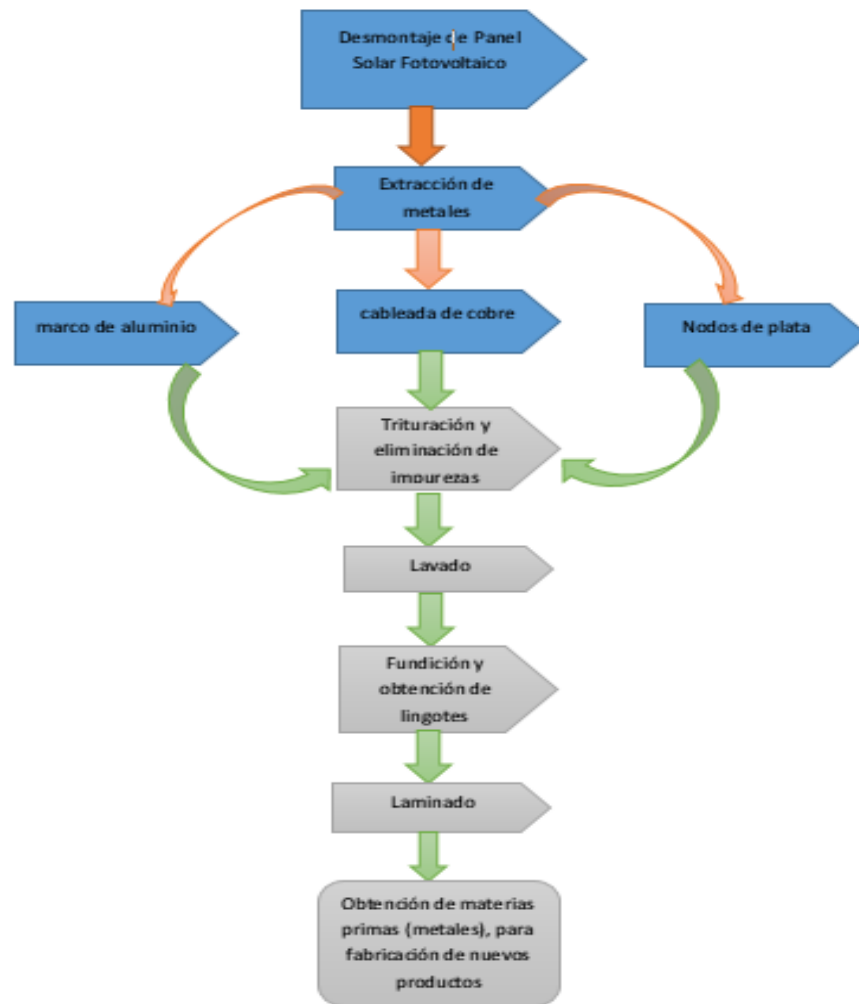 Desmontaje de Panel
Solar Fotovoltaico
Extracción de
metales
marco de aluminio
cableada de cobre
Nodos de plata
Trituración y
eliminación de
impurezas
Lavado
Fundición y
obtención de
lingotes
Laminado
Obtención de materias
primas (metales), para
fabricación de nuevos
productos